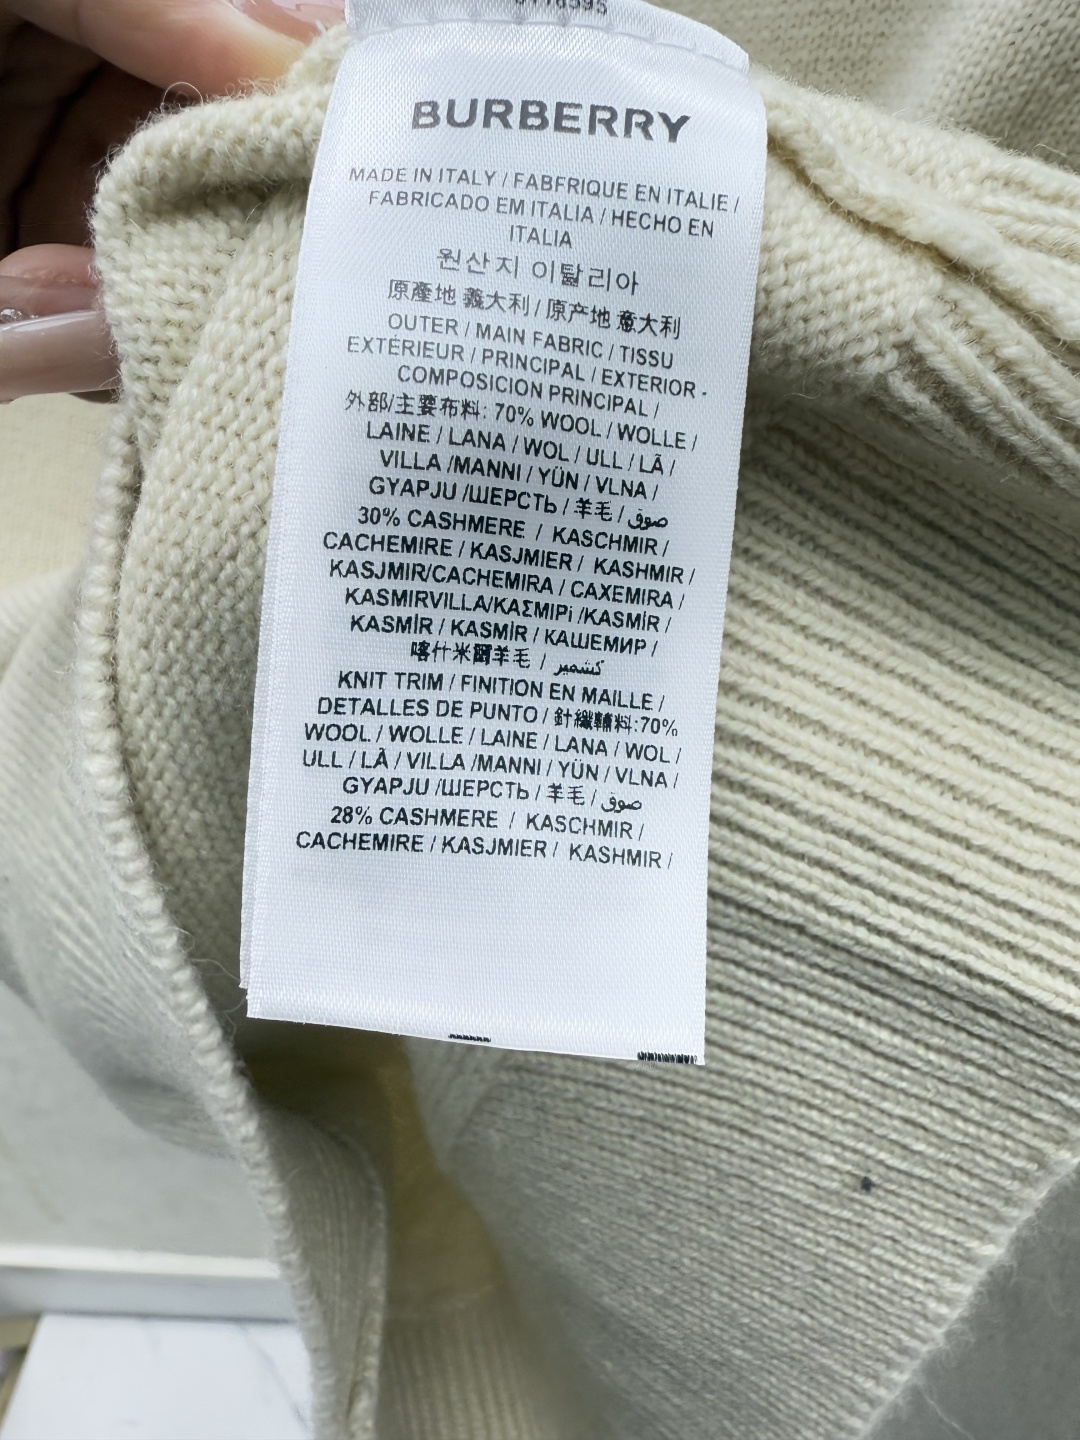 BURBERRY
MADE IN ITALY / FABFRIQUE EN ITALIE /
FABRICADO EM ITALIA / HECHO EN
ITALIA
원산지 이탈리아
原產地 義大利 / 原产地 意大利
OUTER / MAIN FABRIC / TISSU
EXTÉRIEUR / PRINCIPAL / EXTERIOR -
COMPOSICION PRINCIPAL /
外部/主要布料: 70% WOOL / WOLLE /
LAINE / LANA / WOL / ULL / LÃ /
VILLA /MANNI / YÜN / VLNA /
GYAPJU /ШЕРСТЬ / 羊毛 / صوف
30% CASHMERE / KASCHMIR /
CACHEMIRE / KASJMIER / KASHMIR /
KASJMIR/CACHEMIRA / CAXEMIRA /
KASMIRVILLA/ΚΑΣΜΙΡi /KASMİR /
KASMİR / KASMİR / КАШЕМИР /
喀什米爾羊毛 / كشمير
KNIT TRIM / FINITION EN MAILLE /
DETALLES DE PUNTO / 針織輔料:70%
WOOL / WOLLE / LAINE / LANA / WOL /
ULL / LÃ / VILLA /MANNI / YÜN / VLNA /
GYAPJU /ШЕРСТЬ / 羊毛 / صوف
28% CASHMERE / KASCHMIR /
CACHEMIRE / KASJMIER / KASHMIR /